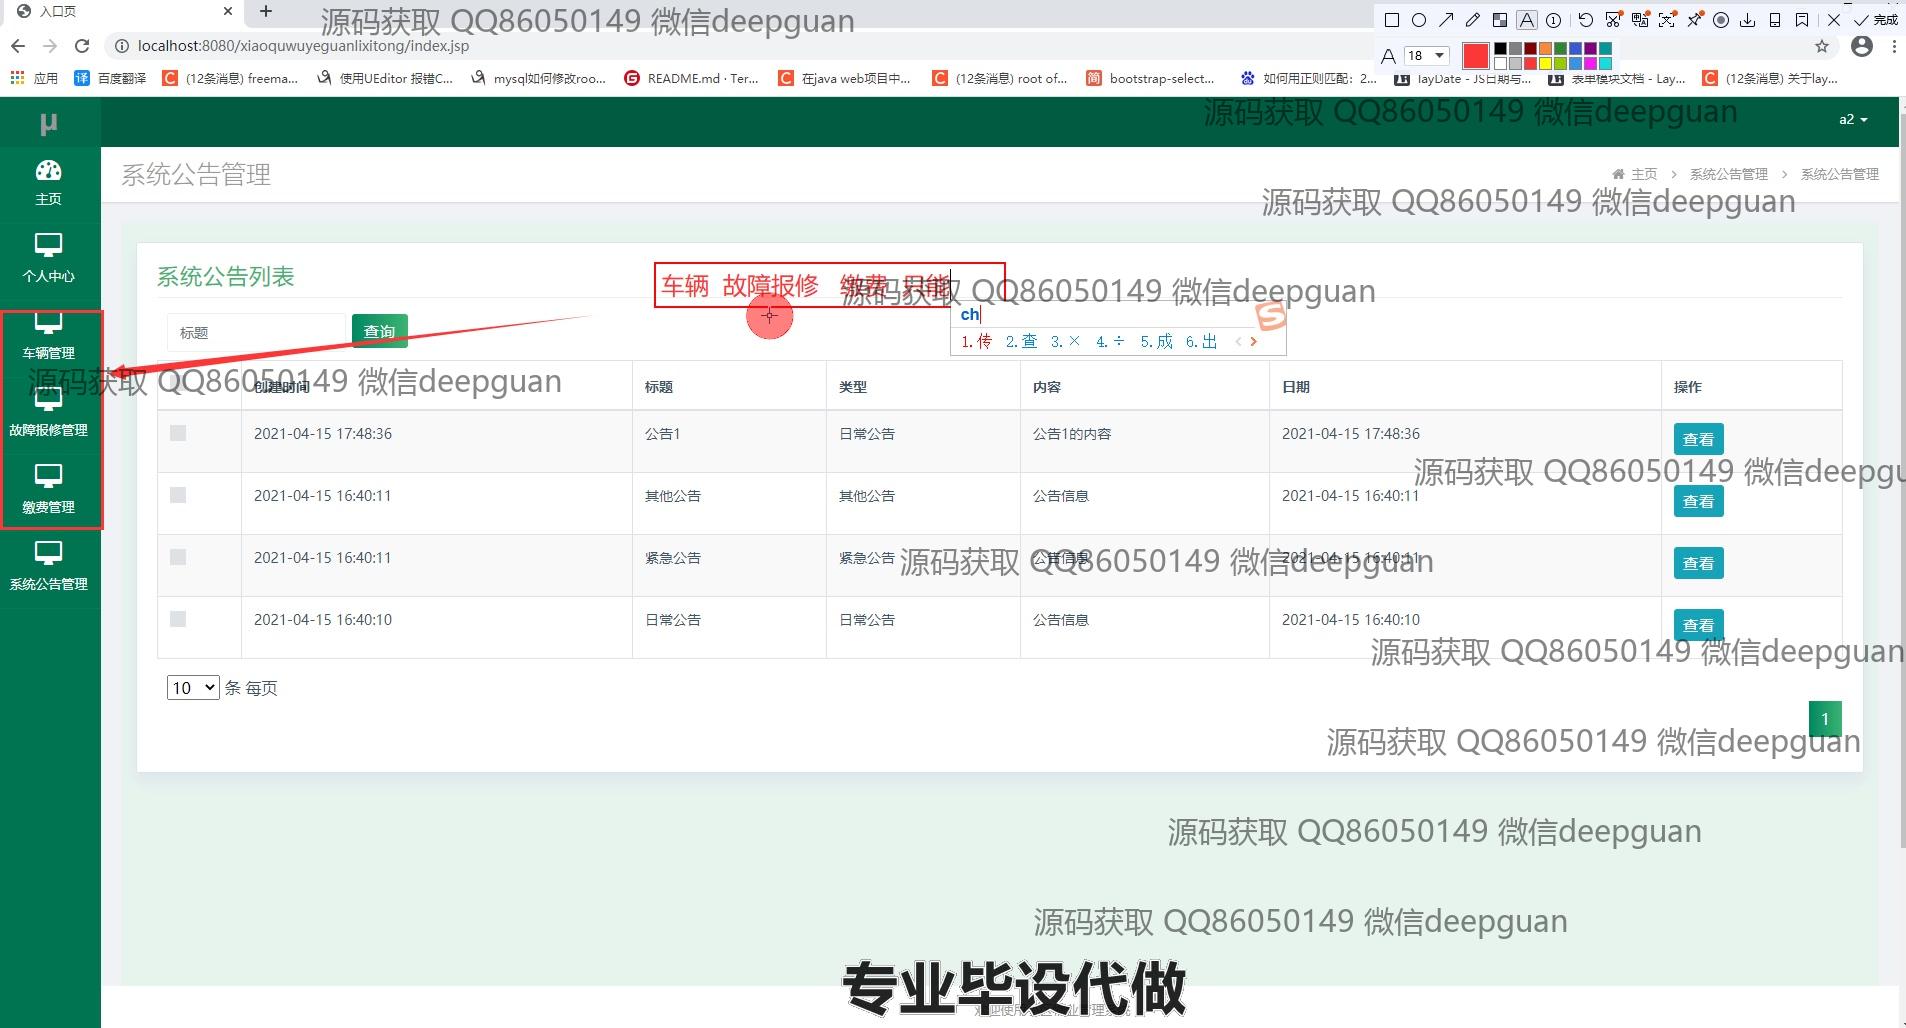 入口页
源码获取 QQ86050149 微信deepguan
完成
localhost:8080/xiaoquwuyeguanlixitong/index.jsp
A 18
应用 百度翻译 (12条消息) freema... 使用UEditor 报错C... mysql如何修改roo... README.md · Ter... 在java web项目中... (12条消息) root of... bootstrap-select... 如何用正则匹配：2... layDate - JS日期与... 表单模块文档 - Lay... (12条消息) 关于lay...
源码获取 QQ86050149 微信deepguan
μ
a2
主页
系统公告管理
主页 > 系统公告管理 > 系统公告管理
源码获取 QQ86050149 微信deepguan
个人中心
系统公告列表
车辆 故障报修 缴费 只能
源码获取 QQ86050149 微信deepguan
ch
标题 查询
1.传 2.查 3.× 4.÷ 5.成 6.出
车辆管理
源码获取 QQ86050149 微信deepguan
创建时间 标题 类型 内容 日期 操作
故障报修管理
2021-04-15 17:48:36 公告1 日常公告 公告1的内容 2021-04-15 17:48:36 查看
源码获取 QQ86050149 微信deepgu
缴费管理
2021-04-15 16:40:11 其他公告 其他公告 公告信息 2021-04-15 16:40:11 查看
2021-04-15 16:40:11 紧急公告 紧急公告 公告信息 2021-04-15 16:40:11 查看
源码获取 QQ86050149 微信deepguan
系统公告管理
2021-04-15 16:40:10 日常公告 日常公告 公告信息 2021-04-15 16:40:10 查看
源码获取 QQ86050149 微信deepguan
10 条 每页
1
源码获取 QQ86050149 微信deepguan
源码获取 QQ86050149 微信deepguan
源码获取 QQ86050149 微信deepguan
专业毕设代做